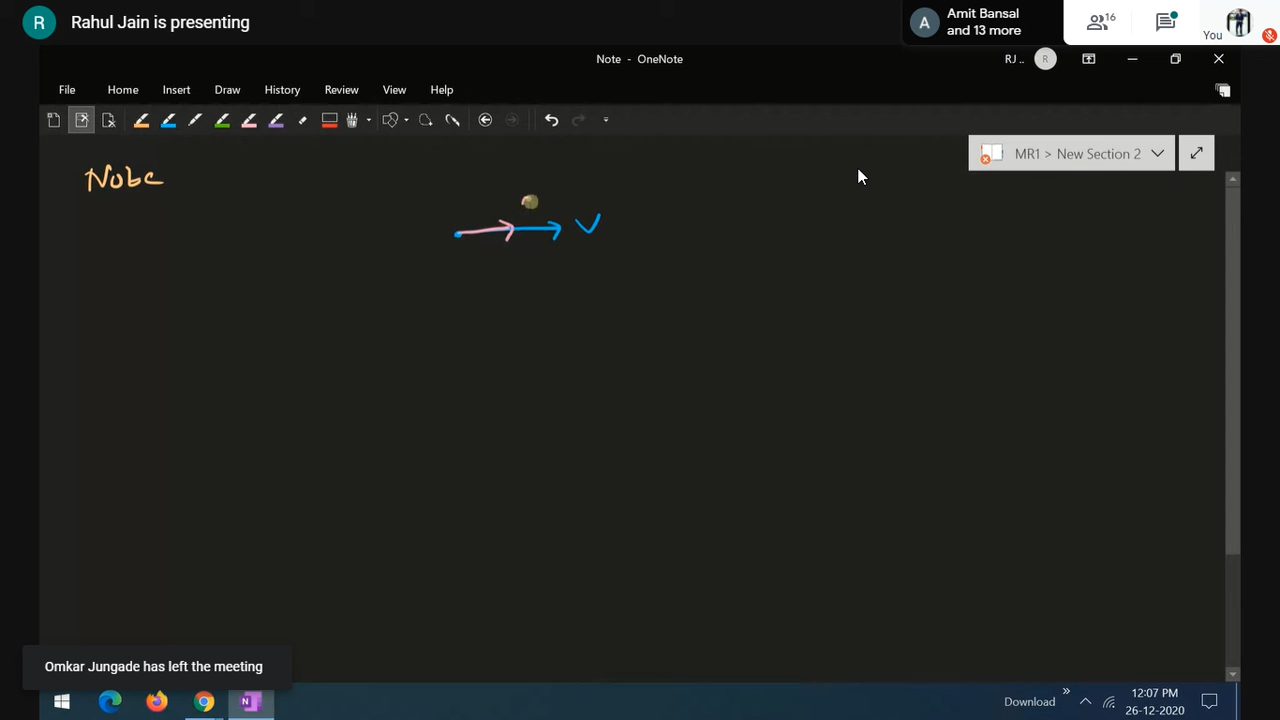 R Rahul Jain is presenting
A Amit Bansal and 13 more
16
You
Note - OneNote
RJ .. R
File Home Insert Draw History Review View Help
MR1 > New Section 2
V
Omkar Jungade has left the meeting
Download » 12:07 PM
26-12-2020